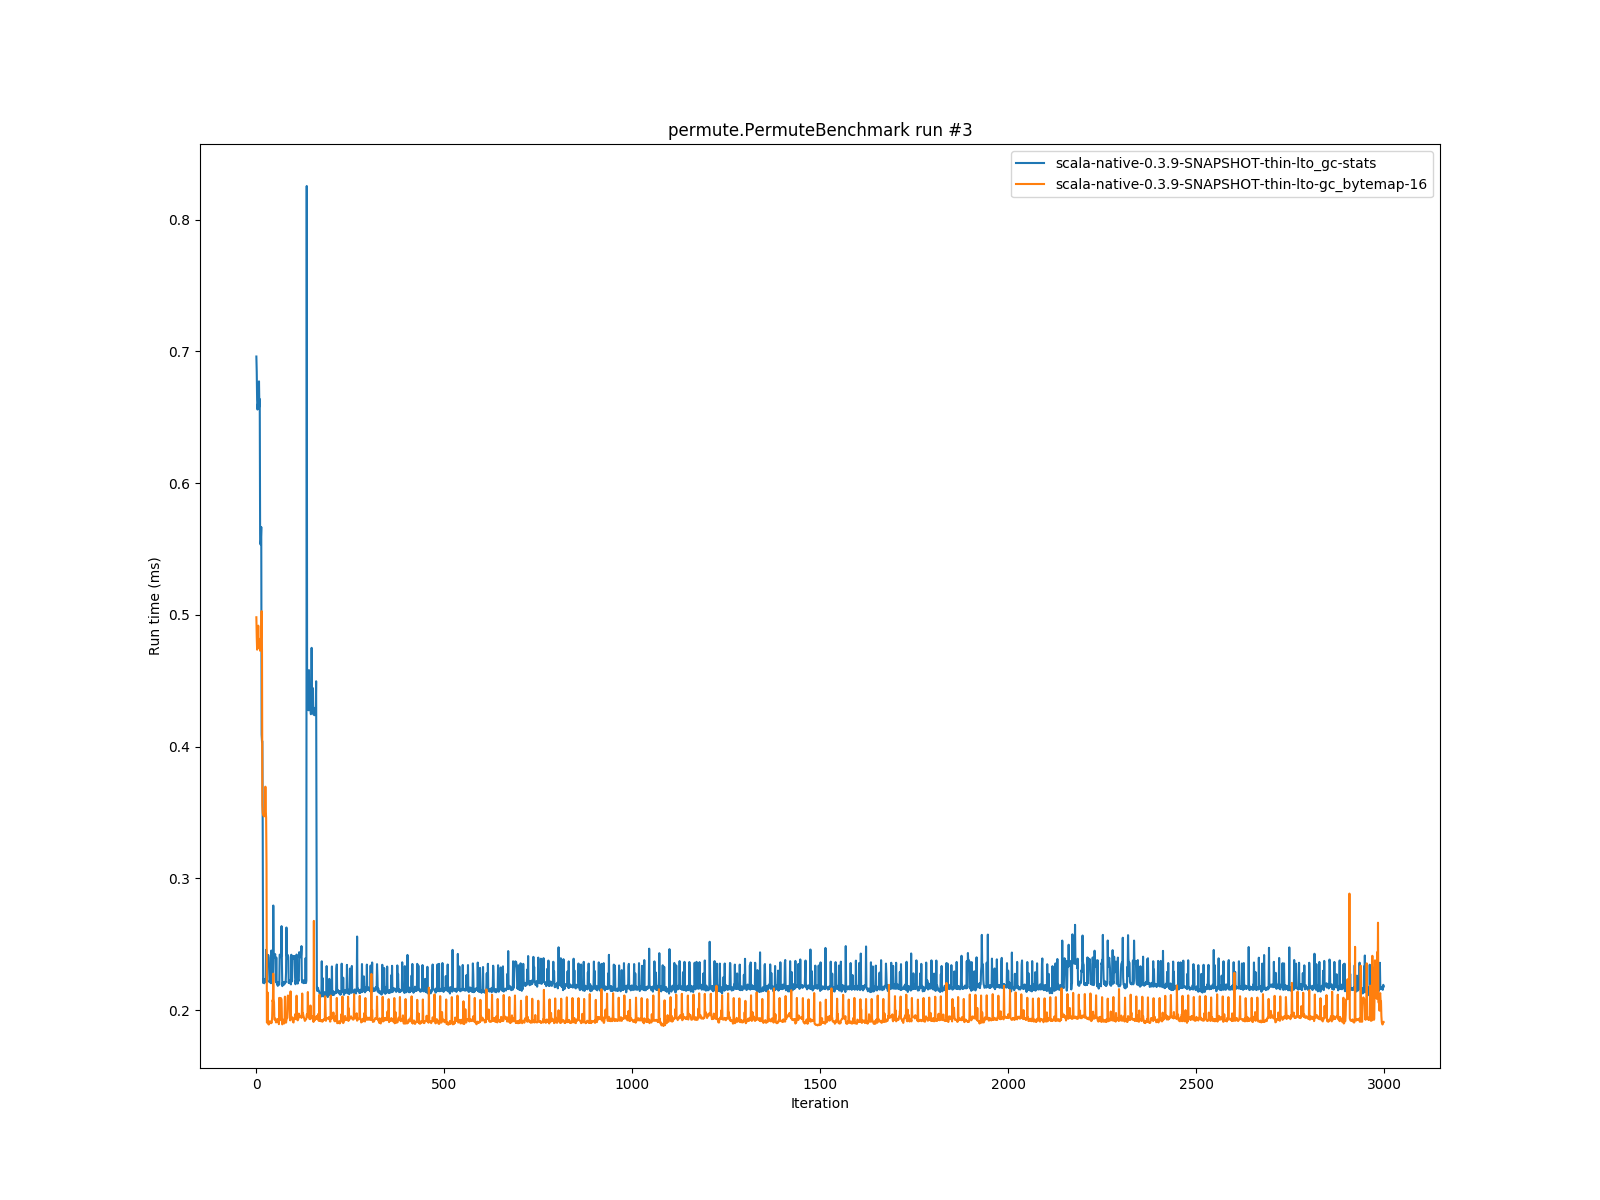 permute.PermuteBenchmark run #3
scala-native-0.3.9-SNAPSHOT-thin-lto_gc-stats
scala-native-0.3.9-SNAPSHOT-thin-lto-gc_bytemap-16
0.8
0.7
0.6
0.5
0.4
0.3
0.2
Run time (ms)
0 500 1000 1500 2000 2500 3000
Iteration